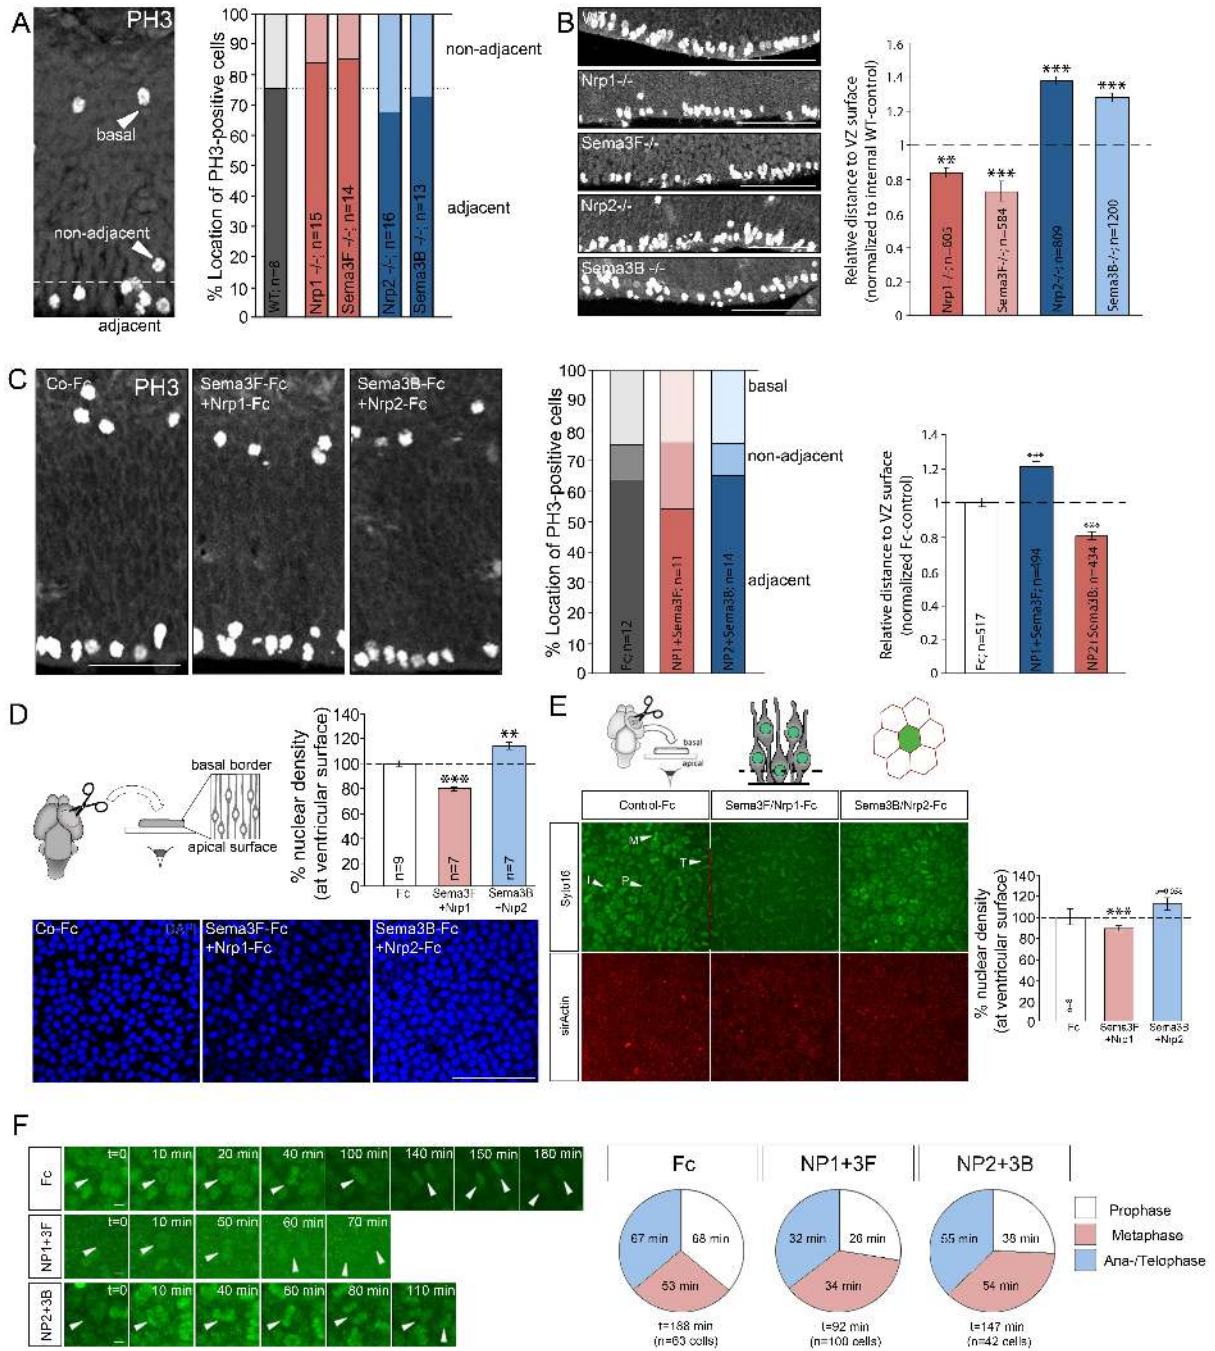 A
PH3
basal
non-adjacent
adjacent
% Location of PH3-positive cells
100
90
80
70
60
50
40
30
20
10
0
WT; n=8
Nrp1 -/-; n=15
Sema3F -/-; n=14
Nrp2 -/-; n=16
Sema3B -/-; n=13
non-adjacent
adjacent
B
WT
Nrp1-/-
Sema3F-/-
Nrp2-/-
Sema3B -/-
Relative distance to VZ surface
(normalized to internal WT-control)
1.6
1.4
1.2
1
0.8
0.6
0.4
0.2
0
**
***
***
***
Nrp1-/-; n=605
Sema3F-/-; n=584
Nrp2-/-; n=809
Sema3B-/-; n=1200
C
Co-Fc
PH3
Sema3F-Fc
+Nrp1-Fc
Sema3B-Fc
+Nrp2-Fc
% Location of PH3-positive cells
100
90
80
70
60
50
40
30
20
10
0
Fc; n=12
NP1+Sema3F; n=11
NP2+Sema3B; n=14
basal
non-adjacent
adjacent
Relative distance to VZ surface
(normalized Fc-control)
1.4
1.2
1
0.8
0.6
0.4
0.2
0
***
***
Fc; n=517
NP1+Sema3F; n=494
NP2+Sema3B; n=434
D
basal border
apical surface
% nuclear density
(at ventricular surface)
140
120
100
80
60
40
20
0
***
**
n=9
n=7
n=7
Fc
Sema3F
+Nrp1
Sema3B
+Nrp2
Co-Fc
DAPI
Sema3F-Fc
+Nrp1-Fc
Sema3B-Fc
+Nrp2-Fc
E
basal
apical
Control-Fc
Sema3F/Nrp1-Fc
Sema3B/Nrp2-Fc
Syto16
M
T
I
P
sirActin
% nuclear density
(at ventricular surface)
140
120
100
80
60
40
20
0
***
n=8
Fc
Sema3F
+Nrp1
Sema3B
+Nrp2
F
Fc
t=0
10 min
20 min
40 min
100 min
140 min
150 min
180 min
NP1+3F
t=0
10 min
50 min
60 min
70 min
NP2+3B
t=0
10 min
40 min
60 min
80 min
110 min
Fc
NP1+3F
NP2+3B
67 min
68 min
53 min
32 min
26 min
34 min
55 min
38 min
54 min
Prophase
Metaphase
Ana-/Telophase
t=188 min
(n=63 cells)
t=92 min
(n=100 cells)
t=147 min
(n=42 cells)